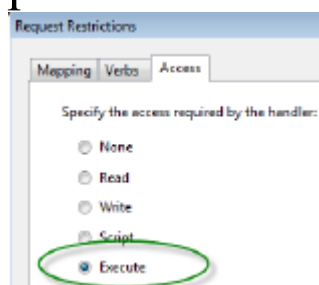 Request Restrictions
Mapping Verbs Access
Specify the access required by the handler:
None
Read
Write
Script
Execute